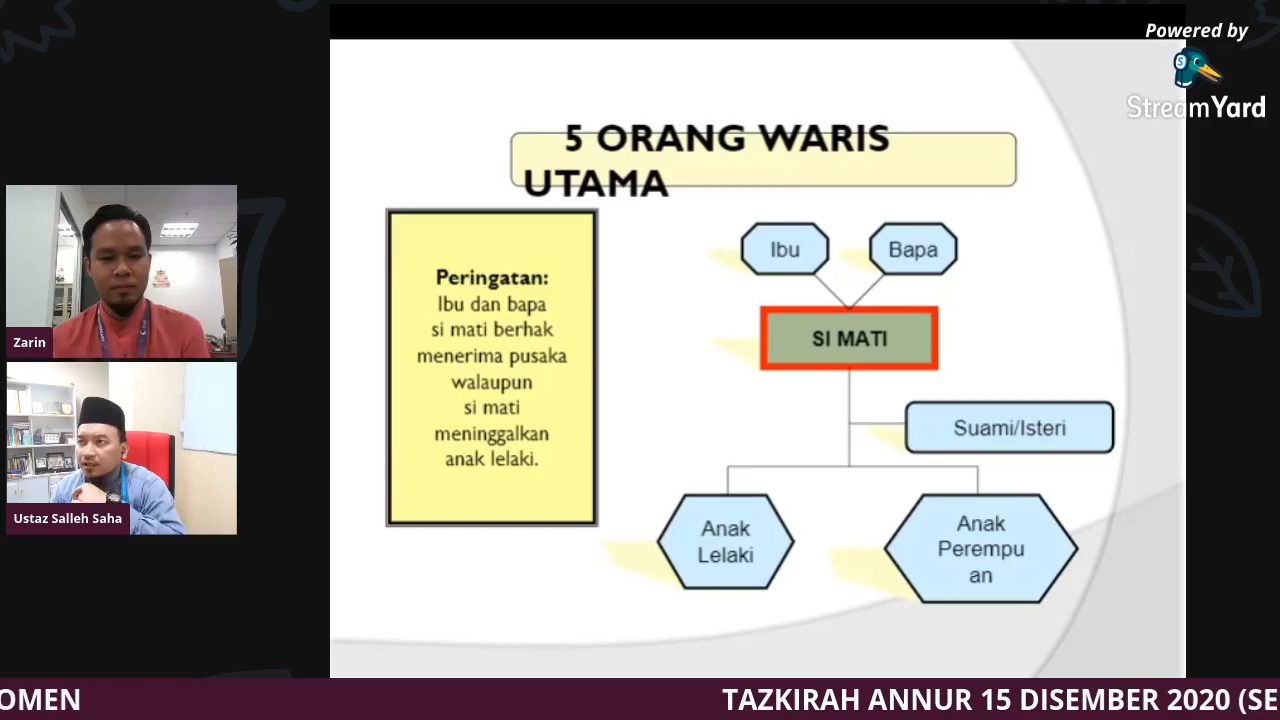 Powered by
StreamYard
5 ORANG WARIS
UTAMA
Peringatan:
Ibu dan bapa
si mati berhak
menerima pusaka
walaupun
si mati
meninggalkan
anak lelaki.
Ibu
Bapa
SI MATI
Suami/Isteri
Anak
Lelaki
Anak
Perempu
an
Zarin
Ustaz Salleh Saha
OMEN
TAZKIRAH ANNUR 15 DISEMBER 2020 (SE